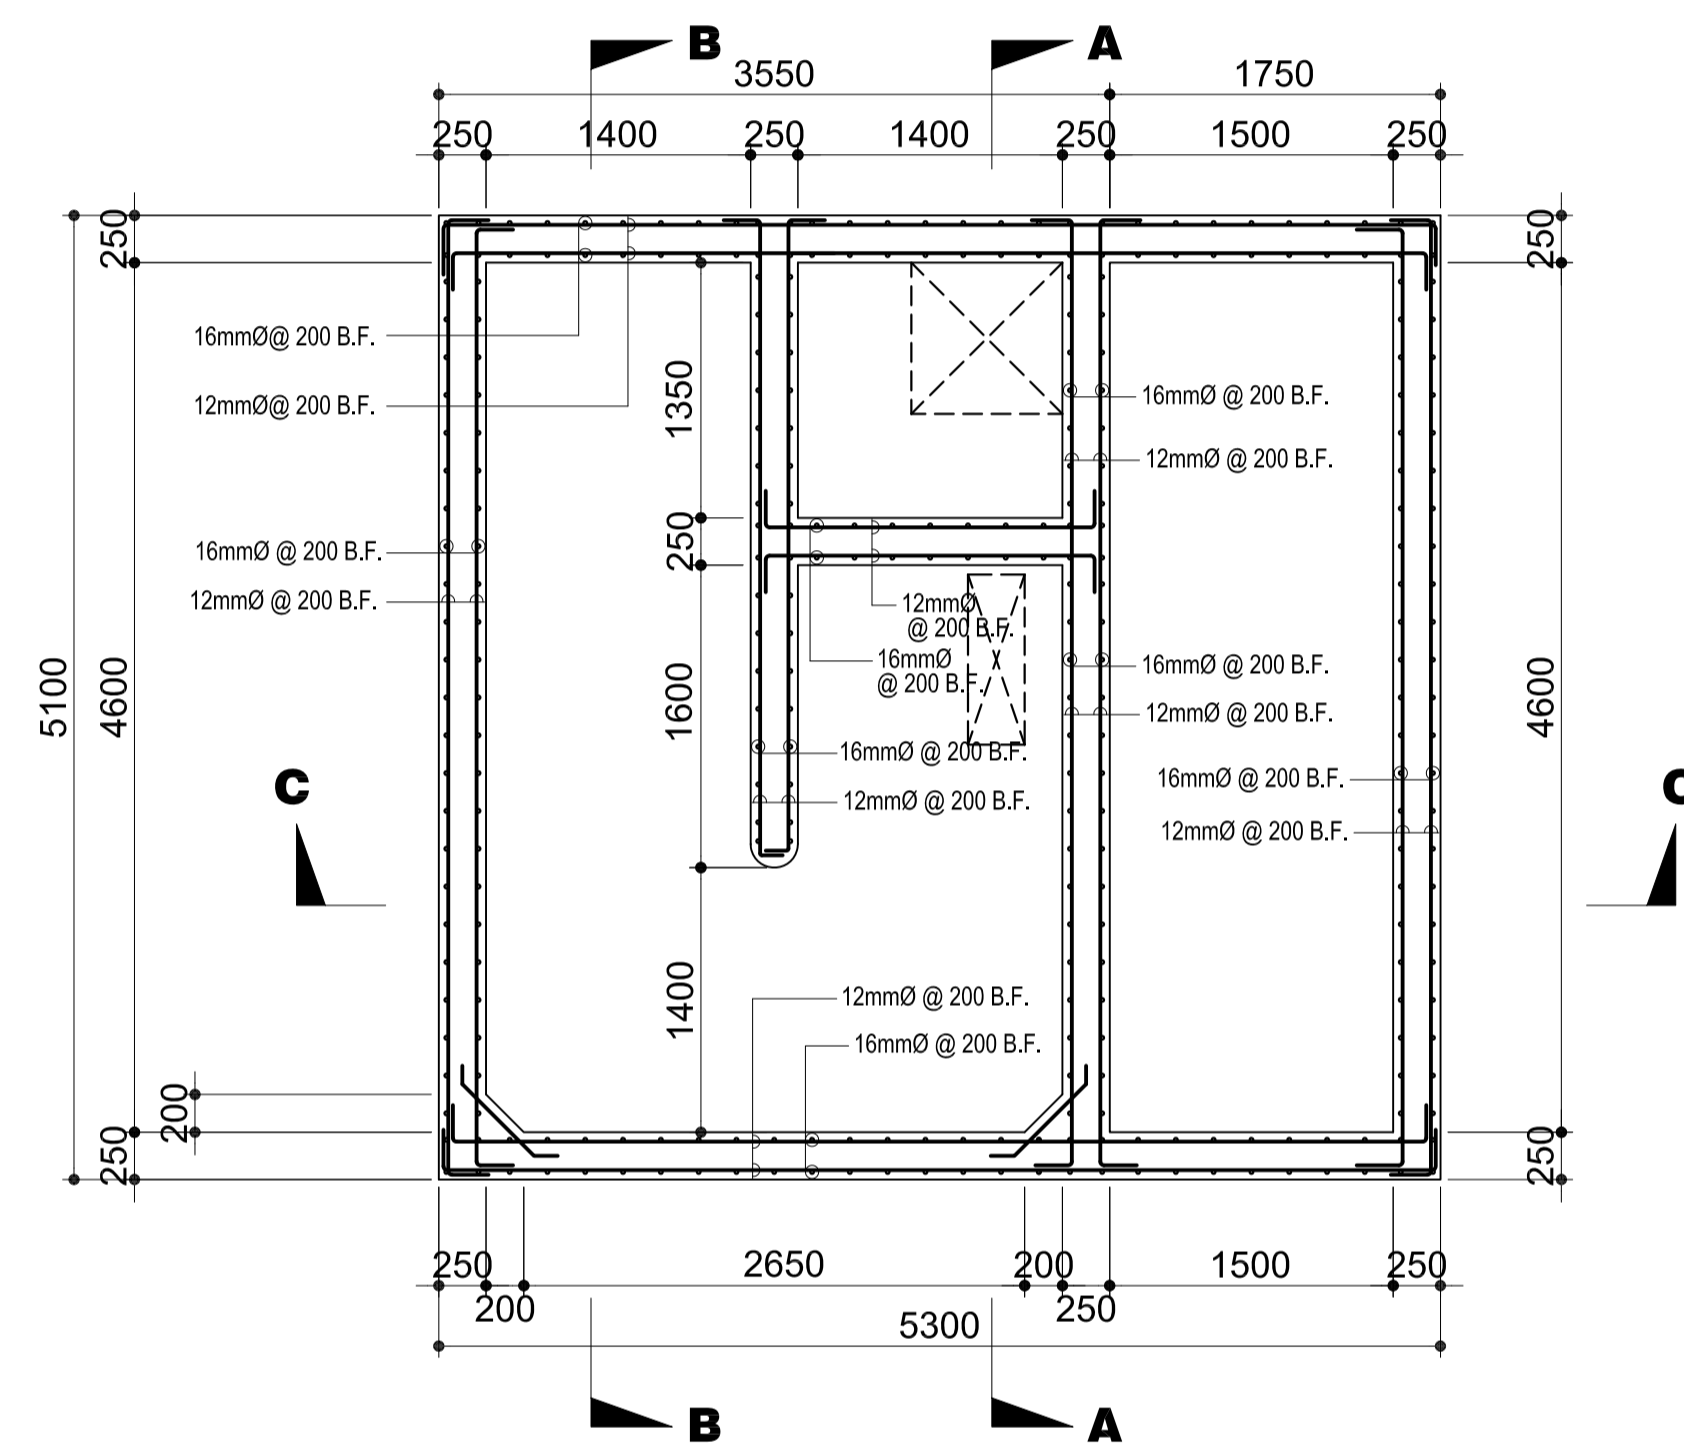 B A
3550 1750
250 1400 250 1400 250 1500 250
250 250
16mmØ@ 200 B.F.
1350
16mmØ @ 200 B.F.
12mmØ@ 200 B.F.
12mmØ @ 200 B.F.
250
16mmØ @ 200 B.F.
12mmØ @ 200 B.F.
12mmØ
@ 200 B.F.
16mmØ
@ 200 B.F.
16mmØ @ 200 B.F.
5100 4600 1600 4600
12mmØ @ 200 B.F.
16mmØ @ 200 B.F.
16mmØ @ 200 B.F.
C C
12mmØ @ 200 B.F.
12mmØ @ 200 B.F.
1400
12mmØ @ 200 B.F.
16mmØ @ 200 B.F.
200
250 250
250 2650 200 1500 250
200 250
5300
B A